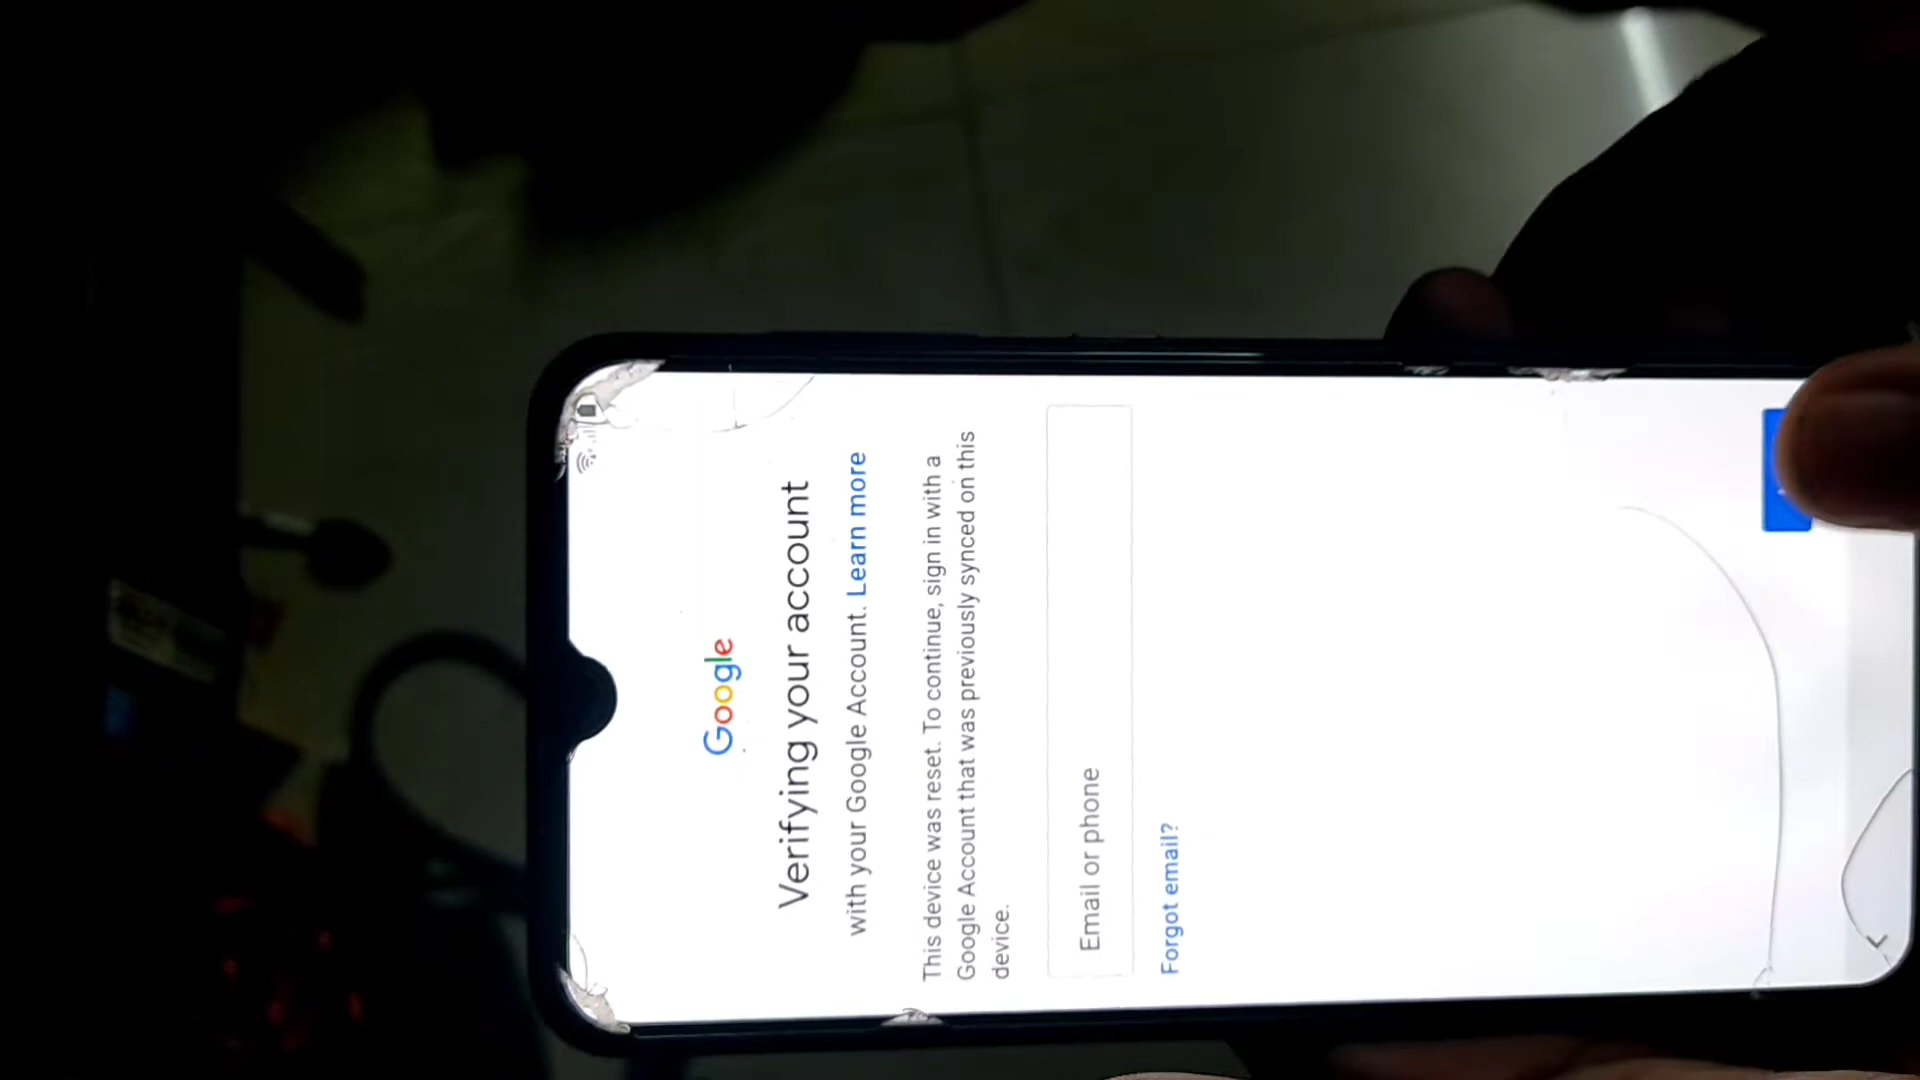 Google
Verifying your account
with your Google Account. Learn more
This device was reset. To continue, sign in with a
Google Account that was previously synced on this
device.
Email or phone
Forgot email?